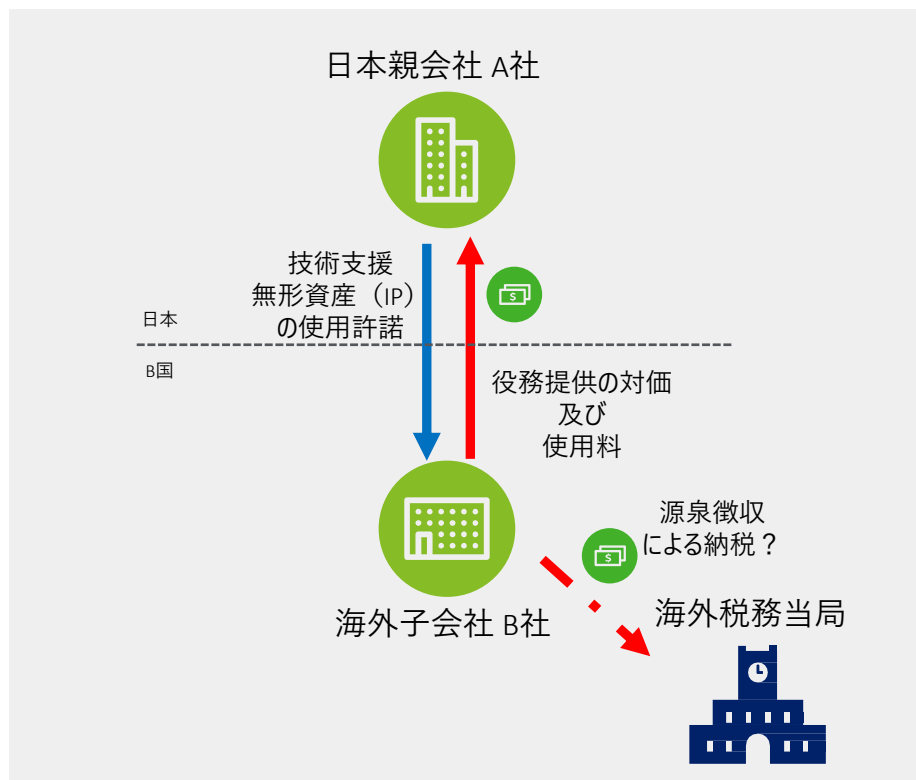 日本親会社 A社
技術支援
無形資産（IP）
の使用許諾
$
日本
B国
役務提供の対価
及び
使用料
源泉徴収
による納税？
$
海外子会社 B社
海外税務当局